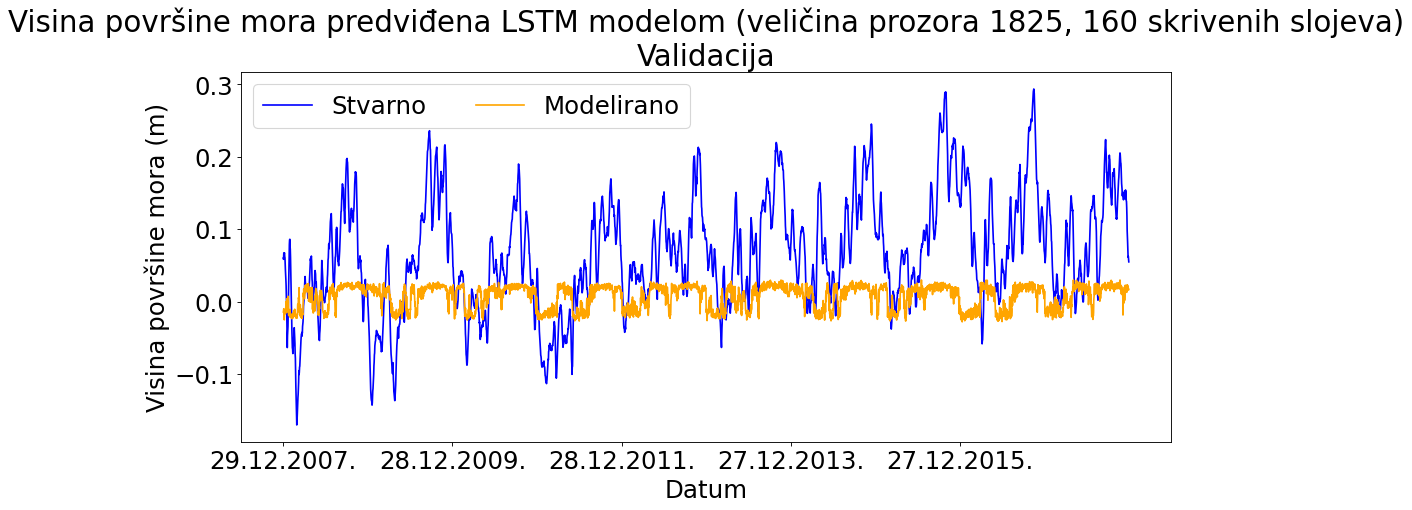 Visina površine mora predviđena LSTM modelom (veličina prozora 1825, 160 skrivenih slojeva)
Validacija
Stvarno Modelirano
Visina površine mora (m)
0.3
0.2
0.1
0.0
−0.1
29.12.2007. 28.12.2009. 28.12.2011. 27.12.2013. 27.12.2015.
Datum